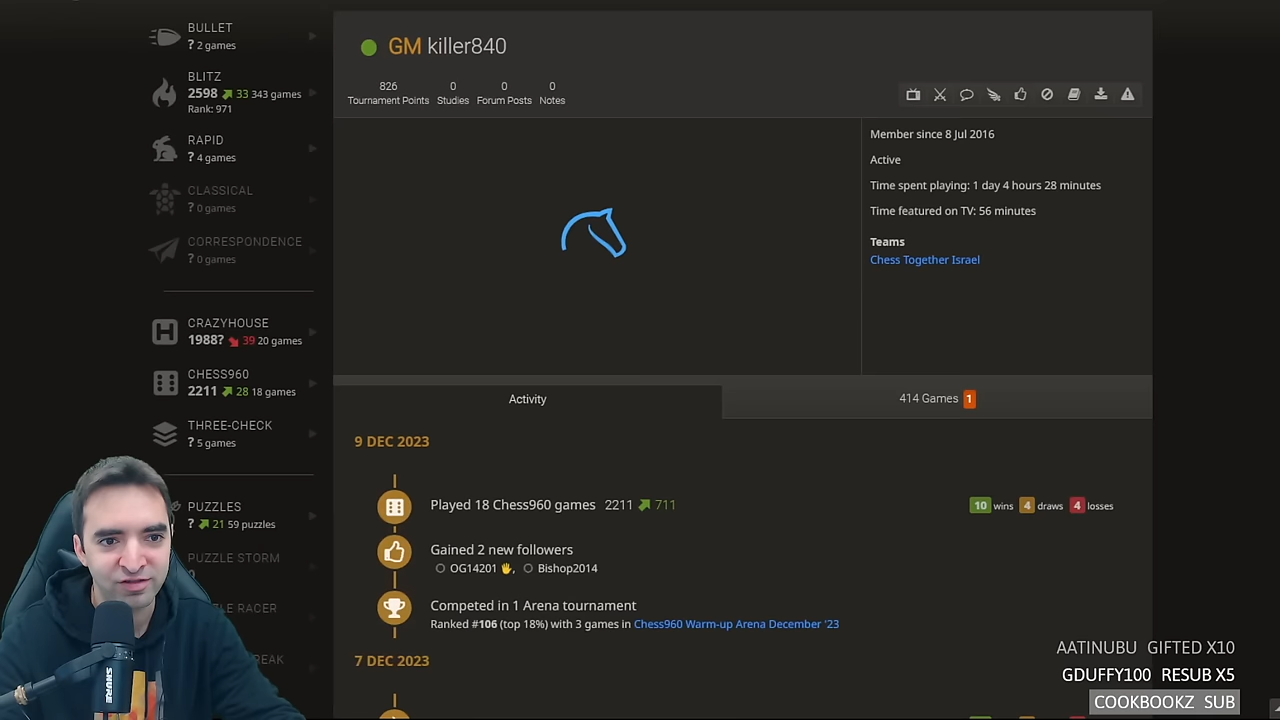 BULLET
? 2 games
BLITZ
2598 33 343 games
Rank: 971
RAPID
? 4 games
CLASSICAL
? 0 games
CORRESPONDENCE
? 0 games
CRAZYHOUSE
1988? 39 20 games
CHESS960
2211 28 18 games
THREE-CHECK
? 5 games
PUZZLES
? 21 59 puzzles
PUZZLE STORM
GM killer840
826
Tournament Points
0
Studies
0
Forum Posts
0
Notes
Member since 8 Jul 2016
Active
Time spent playing: 1 day 4 hours 28 minutes
Time featured on TV: 56 minutes
Teams
Chess Together Israel
Activity
414 Games 1
9 DEC 2023
Played 18 Chess960 games 2211 711
10 wins 4 draws 4 losses
Gained 2 new followers
OG14201 🖐, Bishop2014
Competed in 1 Arena tournament
Ranked #106 (top 18%) with 3 games in Chess960 Warm-up Arena December '23
7 DEC 2023
AATINUBU GIFTED X10
GDUFFY100 RESUB X5
COOKBOOKZ SUB
SHURE